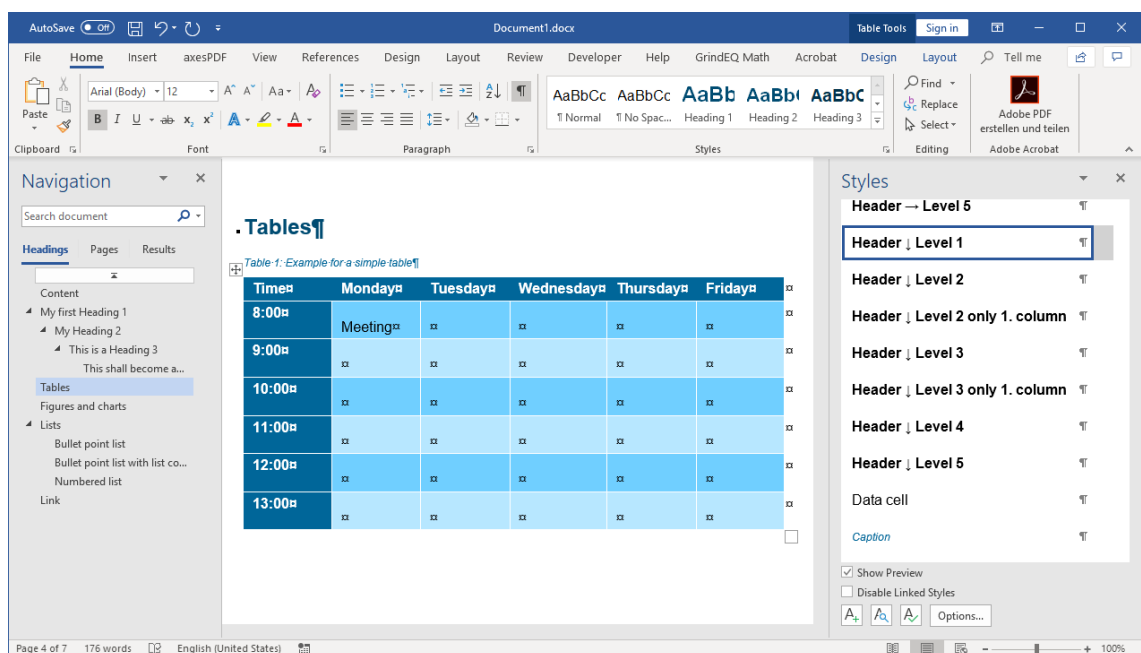 AutoSave Off Document1.docx Table Tools Sign in
File Home Insert axesPDF View References Design Layout Review Developer Help GrindEQ Math Acrobat Design Layout Tell me
Paste
Clipboard
Arial (Body) 12 A^ A˅ Aa A
B I U ab x₂ x² A A
Font
Paragraph
AaBbCc AaBbCc AaBb AaBb( AaBbC
¶ Normal ¶ No Spac... Heading 1 Heading 2 Heading 3
Styles
Find
Replace
Select
Editing
Adobe PDF
erstellen und teilen
Adobe Acrobat
Navigation
Search document
Headings Pages Results
Content
My first Heading 1
My Heading 2
This is a Heading 3
This shall become a...
Tables
Figures and charts
Lists
Bullet point list
Bullet point list with list co...
Numbered list
Link
Tables¶
Table·1:·Example·for·a·simple·table¶
Time¤ Monday¤ Tuesday¤ Wednesday¤ Thursday¤ Friday¤ ¤
8:00¤ Meeting¤ ¤ ¤ ¤ ¤ ¤
9:00¤ ¤ ¤ ¤ ¤ ¤ ¤
10:00¤ ¤ ¤ ¤ ¤ ¤ ¤
11:00¤ ¤ ¤ ¤ ¤ ¤ ¤
12:00¤ ¤ ¤ ¤ ¤ ¤ ¤
13:00¤ ¤ ¤ ¤ ¤ ¤ ¤
Styles
Header → Level 5 ¶
Header ↓ Level 1 ¶
Header ↓ Level 2 ¶
Header ↓ Level 2 only 1. column ¶
Header ↓ Level 3 ¶
Header ↓ Level 3 only 1. column ¶
Header ↓ Level 4 ¶
Header ↓ Level 5 ¶
Data cell ¶
Caption ¶
Show Preview
Disable Linked Styles
Options...
Page 4 of 7 176 words English (United States) 100%